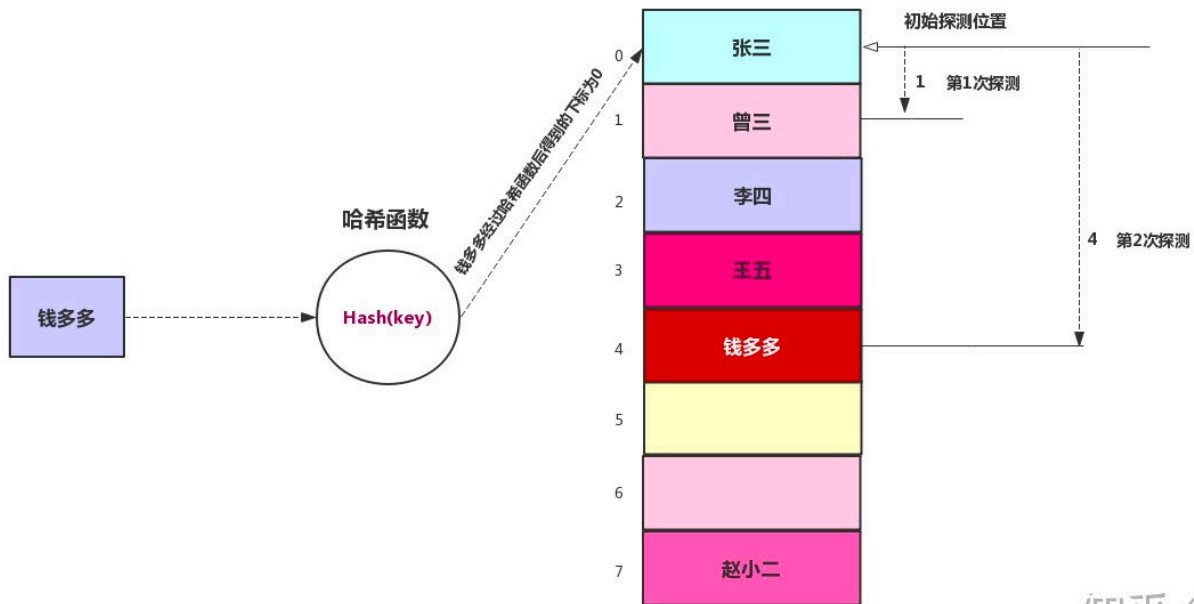 初始探测位置
0 张三
1 第1次探测
1 曾三
钱多多经过哈希函数后得到的下标为0
2 李四
哈希函数
4 第2次探测
3 王五
钱多多
Hash(key)
4 钱多多
5
6
7 赵小二